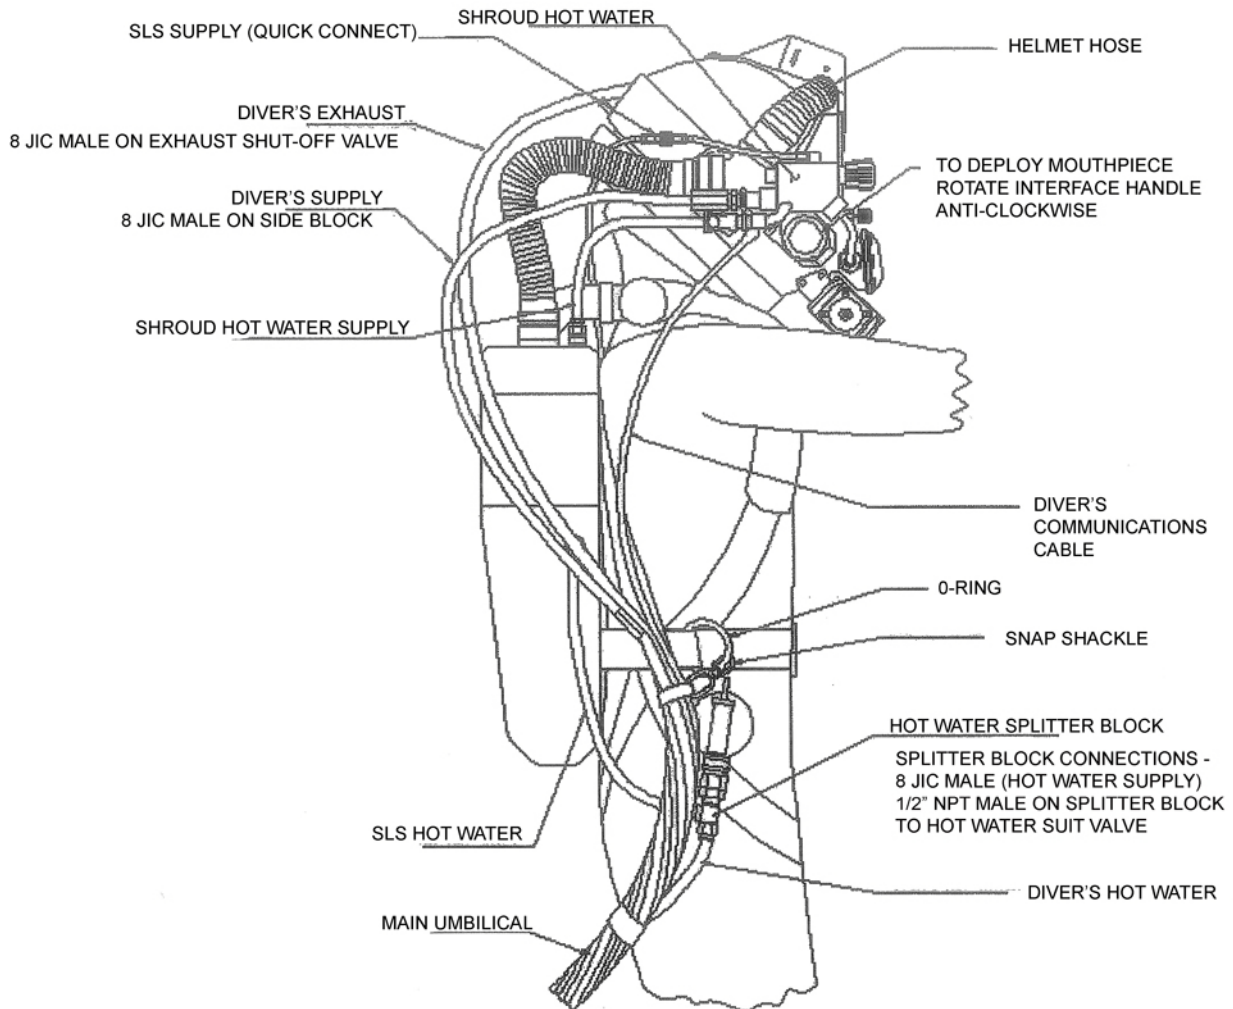 SHROUD HOT WATER
SLS SUPPLY (QUICK CONNECT)
HELMET HOSE
DIVER'S EXHAUST
8 JIC MALE ON EXHAUST SHUT-OFF VALVE
TO DEPLOY MOUTHPIECE
ROTATE INTERFACE HANDLE
ANTI-CLOCKWISE
DIVER'S SUPPLY
8 JIC MALE ON SIDE BLOCK
SHROUD HOT WATER SUPPLY
DIVER'S
COMMUNICATIONS
CABLE
0-RING
SNAP SHACKLE
HOT WATER SPLITTER BLOCK
SPLITTER BLOCK CONNECTIONS -
8 JIC MALE (HOT WATER SUPPLY)
1/2" NPT MALE ON SPLITTER BLOCK
TO HOT WATER SUIT VALVE
SLS HOT WATER
DIVER'S HOT WATER
MAIN UMBILICAL